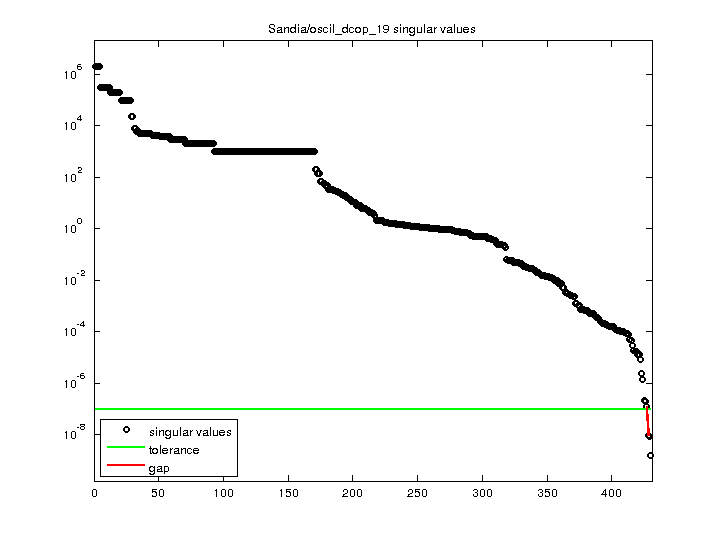 Sandia/oscil_dcop_19 singular values
10^6
10^4
10^2
10^0
10^-2
10^-4
10^-6
10^-8
singular values
tolerance
gap
0 50 100 150 200 250 300 350 400